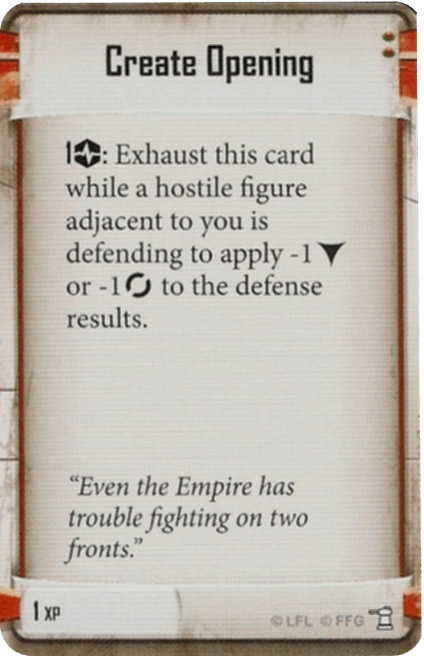 Create Opening
1: Exhaust this card
while a hostile figure
adjacent to you is
defending to apply -1
or -1 to the defense
results.
“Even the Empire has
trouble fighting on two
fronts.”
1 XP
© LFL © FFG